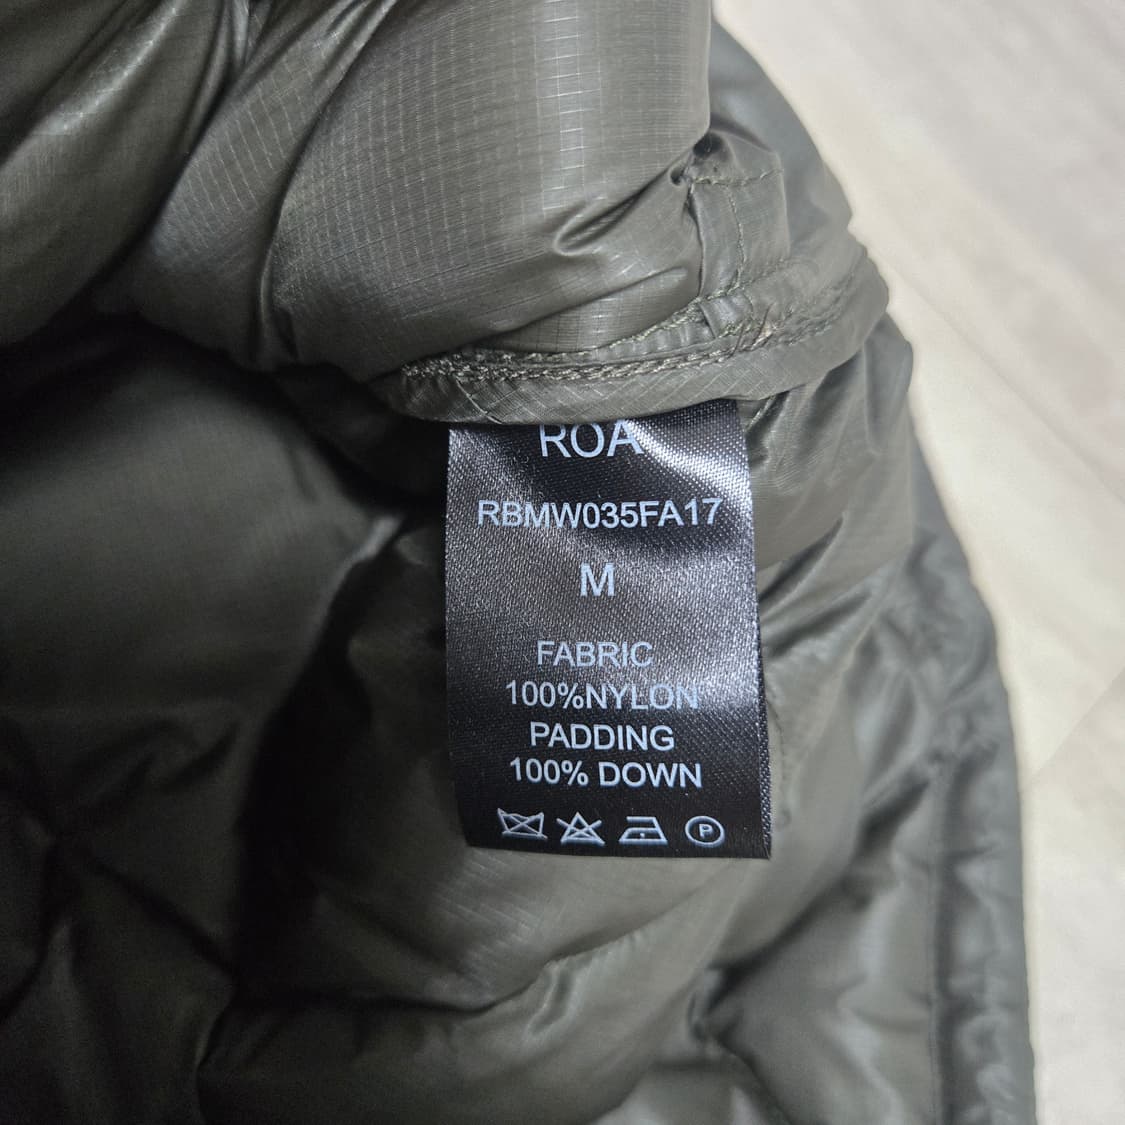 ROA
RBMW035FA17
M
FABRIC
100%NYLON
PADDING
100% DOWN
P